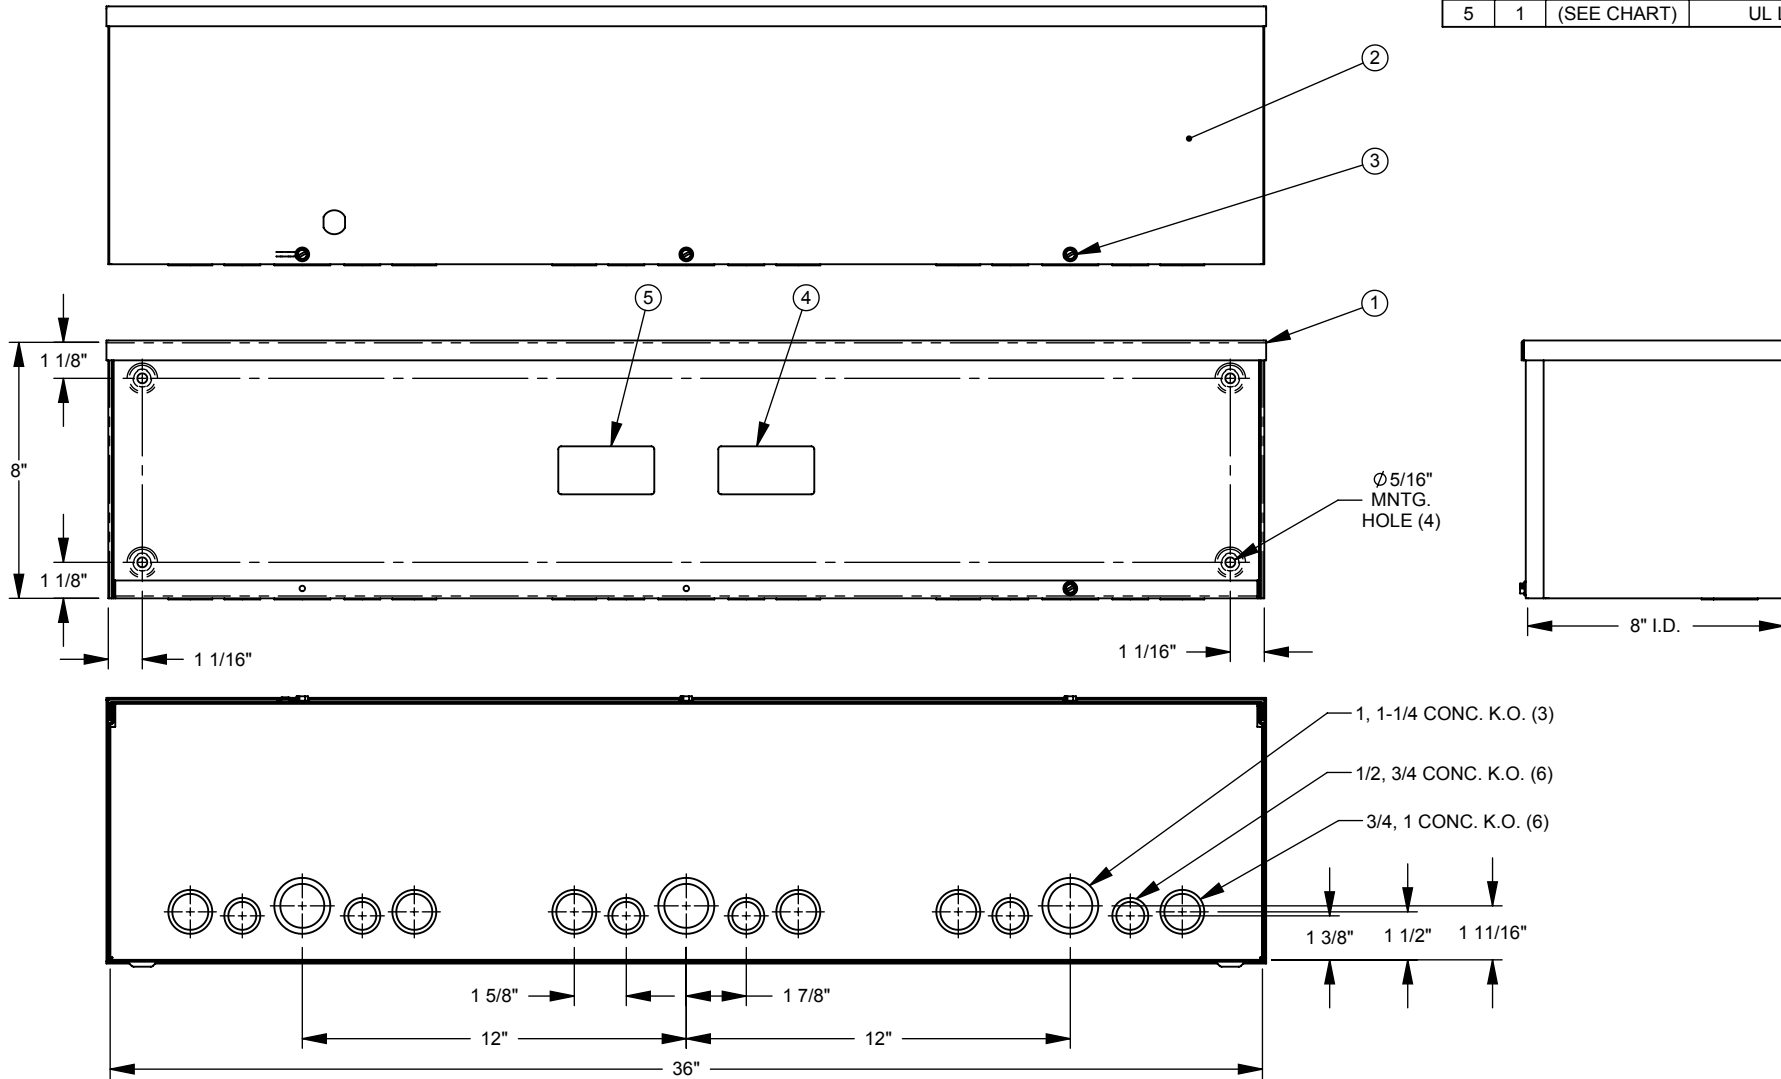 5 1 (SEE CHART) UL L
2
3
5
4
1
1 1/8"
8"
Ø 5/16"
MNTG.
HOLE (4)
1 1/8"
1 1/16"
1 1/16"
8" I.D.
1, 1-1/4 CONC. K.O. (3)
1/2, 3/4 CONC. K.O. (6)
3/4, 1 CONC. K.O. (6)
1 3/8"
1 1/2"
1 11/16"
1 5/8"
1 7/8"
12"
12"
36"